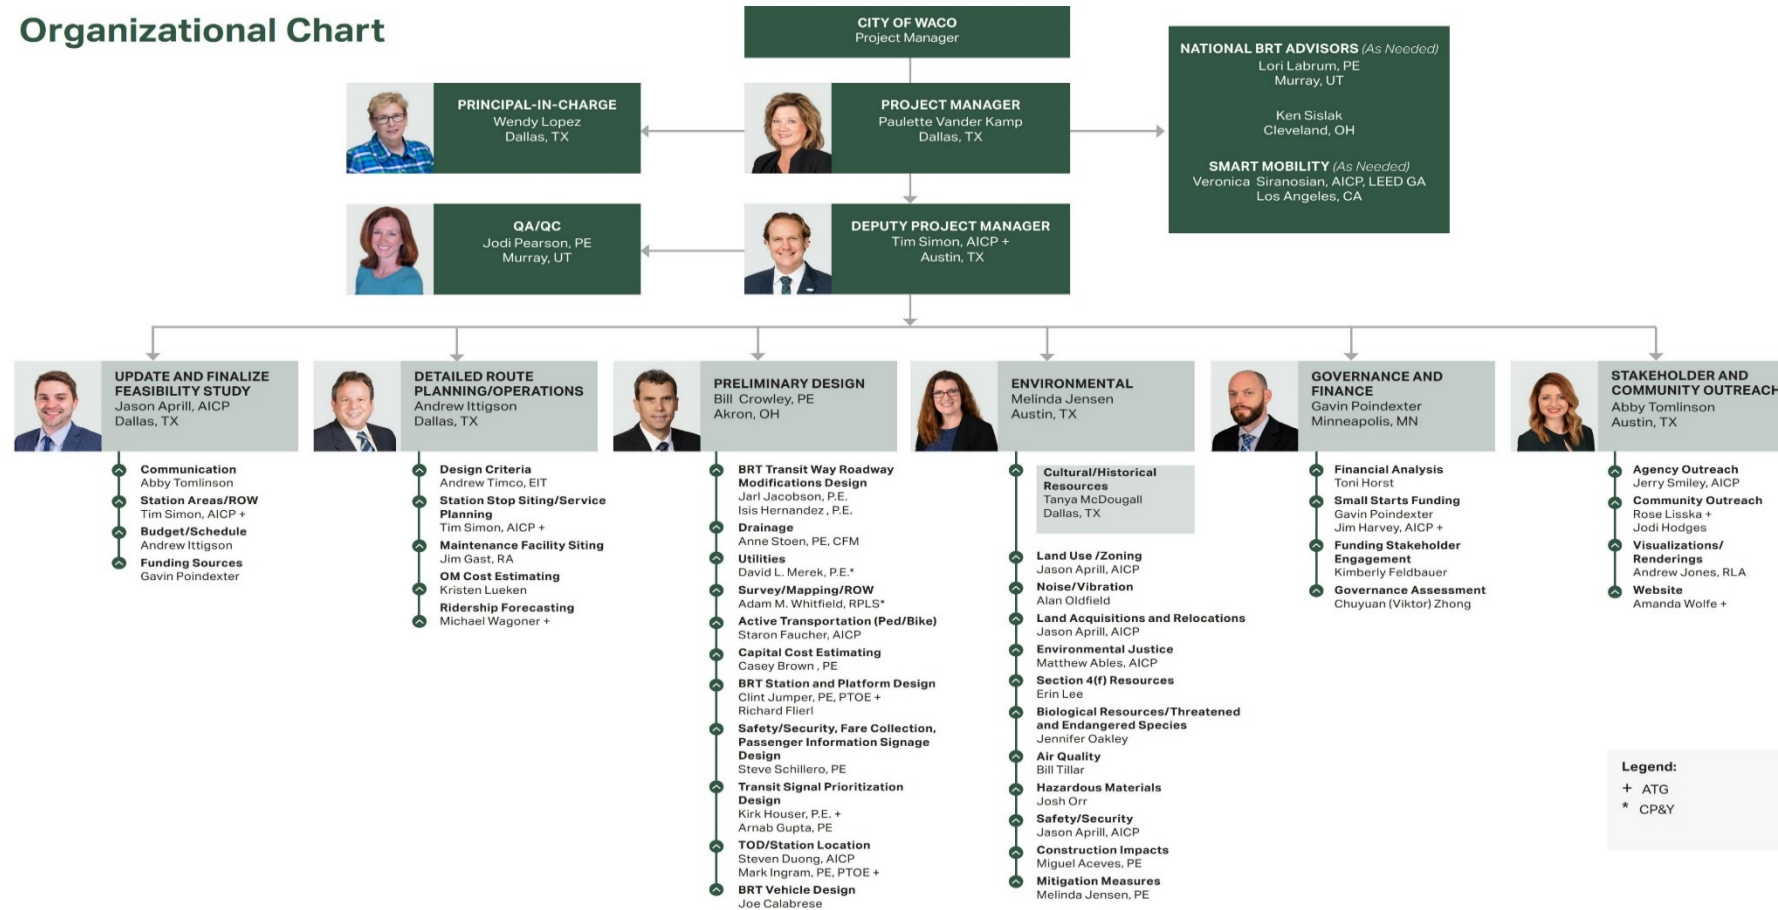 Organizational Chart
CITY OF WACO
Project Manager
NATIONAL BRT ADVISORS (As Needed)
Lori Labrum, PE
Murray, UT
Ken Sislak
Cleveland, OH
SMART MOBILITY (As Needed)
Veronica Siranosian, AICP, LEED GA
Los Angeles, CA
PRINCIPAL-IN-CHARGE
Wendy Lopez
Dallas, TX
PROJECT MANAGER
Paulette Vander Kamp
Dallas, TX
QA/QC
Jodi Pearson, PE
Murray, UT
DEPUTY PROJECT MANAGER
Tim Simon, AICP +
Austin, TX
UPDATE AND FINALIZE
FEASIBILITY STUDY
Jason Aprill, AICP
Dallas, TX
Communication
Abby Tomlinson
Station Areas/ROW
Tim Simon, AICP +
Budget/Schedule
Andrew Ittigson
Funding Sources
Gavin Poindexter
DETAILED ROUTE
PLANNING/OPERATIONS
Andrew Ittigson
Dallas, TX
Design Criteria
Andrew Timco, EIT
Station Stop Siting/Service
Planning
Tim Simon, AICP +
Maintenance Facility Siting
Jim Gast, RA
OM Cost Estimating
Kristen Lueken
Ridership Forecasting
Michael Wagoner +
PRELIMINARY DESIGN
Bill Crowley, PE
Akron, OH
BRT Transit Way Roadway
Modifications Design
Jarl Jacobson, P.E.
Isis Hernandez , P.E.
Drainage
Anne Stoen, PE, CFM
Utilities
David L. Merek, P.E.*
Survey/Mapping/ROW
Adam M. Whitfield, RPLS*
Active Transportation (Ped/Bike)
Staron Faucher, AICP
Capital Cost Estimating
Casey Brown , PE
BRT Station and Platform Design
Clint Jumper, PE, PTOE +
Richard Flierl
Safety/Security, Fare Collection,
Passenger Information Signage
Design
Steve Schillero, PE
Transit Signal Prioritization
Design
Kirk Houser, P.E. +
Arnab Gupta, PE
TOD/Station Location
Steven Duong, AICP
Mark Ingram, PE, PTOE +
BRT Vehicle Design
Joe Calabrese
ENVIRONMENTAL
Melinda Jensen
Austin, TX
Cultural/Historical
Resources
Tanya McDougall
Dallas, TX
Land Use /Zoning
Jason Aprill, AICP
Noise/Vibration
Alan Oldfield
Land Acquisitions and Relocations
Jason Aprill, AICP
Environmental Justice
Matthew Ables, AICP
Section 4(f) Resources
Erin Lee
Biological Resources/Threatened
and Endangered Species
Jennifer Oakley
Air Quality
Bill Tillar
Hazardous Materials
Josh Orr
Safety/Security
Jason Aprill, AICP
Construction Impacts
Miguel Aceves, PE
Mitigation Measures
Melinda Jensen, PE
GOVERNANCE AND
FINANCE
Gavin Poindexter
Minneapolis, MN
Financial Analysis
Toni Horst
Small Starts Funding
Gavin Poindexter
Jim Harvey, AICP +
Funding Stakeholder
Engagement
Kimberly Feldbauer
Governance Assessment
Chuyuan (Viktor) Zhong
STAKEHOLDER AND
COMMUNITY OUTREACH
Abby Tomlinson
Austin, TX
Agency Outreach
Jerry Smiley, AICP
Community Outreach
Rose Lisska +
Jodi Hodges
Visualizations/
Renderings
Andrew Jones, RLA
Website
Amanda Wolfe +
Legend:
+ ATG
* CP&Y